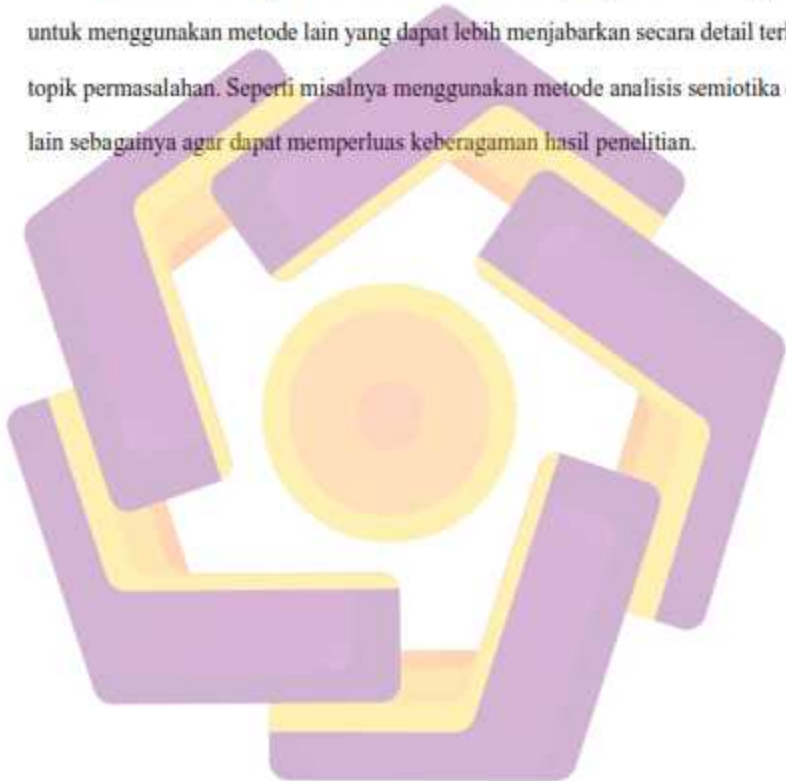 untuk menggunakan metode lain yang dapat lebih menjabarkan secara detail
topik permasalahan. Seperti misalnya menggunakan metode analisis semiotika
lain sebagainya agar dapat memperluas keberagaman hasil penelitian.